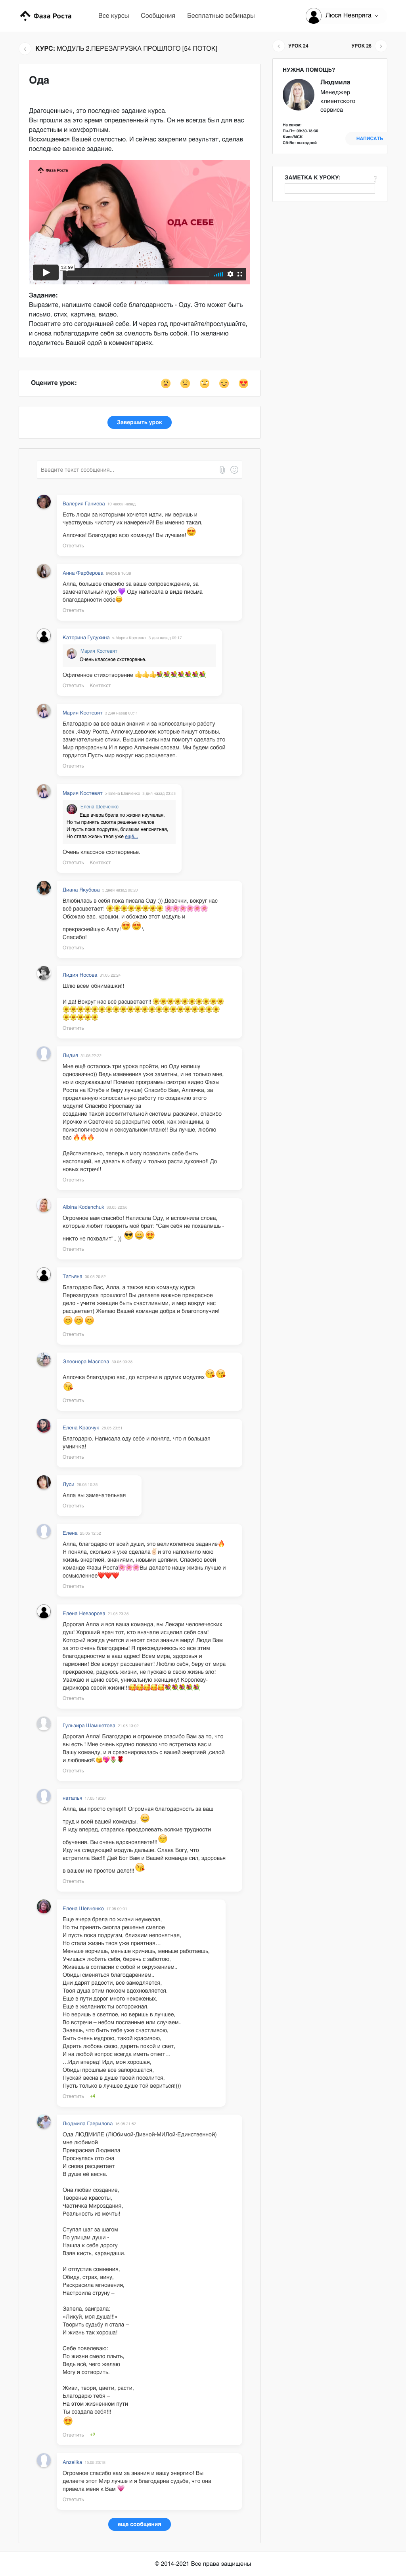 Фаза Роста
Все курсы
Сообщения
Бесплатные вебинары
Люся Невпряга
КУРС: МОДУЛЬ 2.ПЕРЕЗАГРУЗКА ПРОШЛОГО [54 ПОТОК]
УРОК 24
УРОК 26
Ода
Драгоценные, это последнее задание курса.
Вы прошли за это время определенный путь. Он не всегда был для вас
радостным и комфортным.
Восхищаемся Вашей смелостью. И сейчас закрепим результат, сделав
последнее важное задание.
Фаза Роста
ОДА СЕБЕ
13:59
Задание:
Выразите, напишите самой себе благодарность - Оду. Это может быть
письмо, стих, картина, видео.
Посвятите это сегодняшней себе. И через год прочитайте/прослушайте,
и снова поблагодарите себя за смелость быть собой. По желанию
поделитесь Вашей одой в комментариях.
НУЖНА ПОМОЩЬ?
Людмила
Менеджер
клиентского
сервиса
На связи:
Пн-Пт: 09.30-18.00
Киев/МСК
Сб-Вс: выходной
НАПИСАТЬ
ЗАМЕТКА К УРОКУ:
Оцените урок:
Завершить урок
Введите текст сообщения...
Валерия Ганиева
Есть люди за которыми хочется идти, им веришь и
чувствуешь чистоту их намерений! Вы именно такая,
Аллочка! Благодарю всю команду! Вы лучшие!😍
Ответить
Анна Фарберова
Алла, большое спасибо за ваше сопровождение, за
замечательный курс 💜 Оду написала в виде письма
благодарности себе😊
Ответить
Катерина Гудухина
Мария Костевят
Очень классное скотворенье.
Офигенное стихотворение 👍👍👍💐💐💐💐💐💐💐
Ответить Контекст
Мария Костевят
Благодарю за все ваши знания и за колоссальную работу
всех ,Фазу Роста, Аллочку,девочек которые пишут отзывы,
замечательные стихи. Высшии силы нам помогут сделать это
Мир прекрасным.И я верю Аллыным словам. Мы будем собой
гордится.Пусть мир вокруг нас расцветает.
Ответить
Мария Костевят
Елена Шевченко
Еще вчера брела по жизни неумелая,
Но ты принять смогла решенье смелое
И пусть пока подругам, близким непонятная,
Но стала жизнь твоя уже ещё...
Очень классное скотворенье.
Ответить Контекст
Диана Якубова
Влюбилась в себя пока писала Оду :)) Девочки, вокруг нас
всё расцветает!
Обожаю вас, крошки, и обожаю этот модуль и
прекраснейшую Аллу!😍😍\
Спасибо!
Ответить
Лидия Носова
Шлю всем обнимашки!!
И да! Вокруг нас всё расцветает!!
Ответить
Лидия
Мне ещё осталось три урока пройти, но Оду напишу
однозначно)) Ведь изменения уже заметны, и не только мне,
но и окружающим! Помимо программы смотрю видео Фазы
Роста на Ютубе и беру лучше) Спасибо Вам, Аллочка, за
проделанную колоссальную работу по созданию этого
модуля! Спасибо Ярославу за
создание такой восхитительной системы раскачки, спасибо
Ирочке и Светочке за раскрытие себя, как женщины, в
психологическом и сексуальном плане!! Вы лучше, люблю
вас 🔥🔥🔥
Действительно, теперь я могу позволить себе быть
настоящей, не давать в обиду и только расти духовно!! До
новых встреч!!
Ответить
Albina Kodenchuk
Огромное вам спасибо! Написала Оду, и вспомнила слова,
которые любит говорить мой брат: "Сам себя не похвалишь -
никто не похвалит".. )) 😎😄😍
Ответить
Татьяна
Благодарю Вас, Алла, а также всю команду курса
Перезагрузка прошлого! Вы делаете важное прекрасное
дело - учите женщин быть счастливыми, и мир вокруг нас
расцветает) Желаю Вашей команде добра и благополучия!
😊😊😊
Ответить
Элеонора Маслова
Аллочка благодарю вас, до встречи в других модулях😘😘
😘
Ответить
Елена Кравчук
Благодарю. Написала оду себе и поняла, что я большая
умничка!
Ответить
Луси
Алла вы замечательная
Ответить
Елена
Алла, благодарю от всей души, это великолепное задание🔥
Я поняла, сколько я уже сделала👏и это наполнило мою
жизнь энергией, знаниями, новыми целями. Спасибо всей
команде Фазы Роста🌸🌸🌸Вы делаете нашу жизнь лучше и
осмысленнее❤️❤️❤️
Ответить
Елена Невзорова
Дорогая Алла и вся ваша команда, вы Лекари человеческих
душ! Хороший врач тот, кто вначале исцелил себя сам!
Который всегда учится и несет свои знания миру! Люди Вам
за это очень благодарны! Я присоединяюсь ко все этим
благодарностям в ваш адрес! Всем мира, здоровья и
гармонии! Все вокруг расцветает! Люблю себя, беру от мира
прекрасное, радуюсь жизни, не пускаю в свою жизнь зло!
Уважаю и ценю себя, уникальную женщину! Королеву-
дирижора своей жизни!!!🥰🥰🥰🥰🥰💐💐💐💐💐
Ответить
Гульзира Шамшетова
Дорогая Алла! Благодарю и огромное спасибо Вам за то, что
вы есть ! Мне очень крупно повезло что встретила вас и
Вашу команду, и я срезонировалась с вашей энергией ,силой
и любовью!
Ответить
наталья
Алла, вы просто супер!!! Огромная благодарность за ваш
труд и всей вашей команды. 😄
Я иду вперед, стараясь преодолевать всякие трудности
обучения. Вы очень вдохновляете!!!
Иду на следующий модуль дальше. Слава Богу, что
встретила Вас!!! Дай Бог Вам и Вашей команде сил, здоровья
в вашем не простом деле!!!😘
Ответить
Елена Шевченко
Еще вчера брела по жизни неумелая,
Но ты принять смогла решенье смелое
И пусть пока подругам, близким непонятная,
Но стала жизнь твоя уже приятная…
Меньше ворчишь, меньше кричишь, меньше работаешь,
Учишься любить себя, беречь с заботою,
Живешь в согласии с собой и окружением..
Обиды сменяться благодарением..
Дни дарят радости, всё замедляется,
Твоя душа этим покоем вдохновляется.
Еще в пути дорог много нехоженых,
Еще в желаниях ты осторожная,
Но веришь в светлое, но веришь в лучшее,
Во встречи – небом посланные или случаем..
Знаешь, что быть тебе уже счастливою,
Быть очень мудрою, такой красивою,
Дарить любовь свою, дарить покой и свет,
И на любой вопрос всегда иметь ответ…
…Иди вперед! Иди, моя хорошая,
Обиды прошлые все запорошатся,
Пускай весна в душе твоей поселится,
Пусть только в лучшее душе той верится!)))
Ответить +4
Людмила Гаврилова
Ода ЛЮДМИЛЕ (ЛЮбимой-Дивной-МИЛой-Единственной)
мне любимой
Прекрасная Людмила
Проснулась ото сна
И снова расцветает
В душе её весна.
Она любви создание,
Творенье красоты,
Частичка Мироздания,
Реальность из мечты!
Ступая шаг за шагом
По улицам души -
Нашла к себе дорогу
Взяв кисть, карандаши.
И отпустив сомнения,
Обиду, страх, вину,
Раскрасила мгновения,
Настроила струну –
Запела, заиграла:
«Ликуй, моя душа!!!»
Творить судьбу я стала –
И жизнь так хороша!
Себе повелеваю:
По жизни смело плыть,
Ведь всё, чего желаю
Могу я сотворить.
Живи, твори, цвети, расти,
Благодарю тебя –
На этом жизненном пути
Ты создала себя!!!
😍
Ответить +2
Anzelika
Огромное спасибо вам за знания и вашу энергию! Вы
делаете этот Мир лучше и я благодарна судьбе, что она
привела меня к Вам 💗
Ответить
еще сообщения
© 2014-2021 Все права защищены